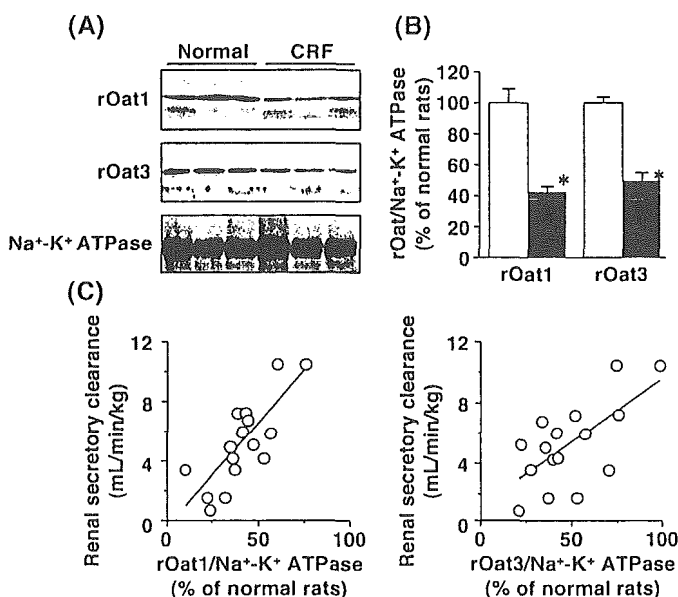 (A)
Normal CRF
rOat1
rOat3
Na⁺-K⁺ ATPase
(B)
rOat/Na⁺-K⁺ ATPase
(% of normal rats)
120
100
80
60
40
20
0
*
*
rOat1 rOat3
(C)
Renal secretory clearance
(mL/min/kg)
12
8
4
0
0 50 100
rOat1/Na⁺-K⁺ ATPase
(% of normal rats)
Renal secretory clearance
(mL/min/kg)
12
8
4
0
0 50 100
rOat3/Na⁺-K⁺ ATPase
(% of normal rats)